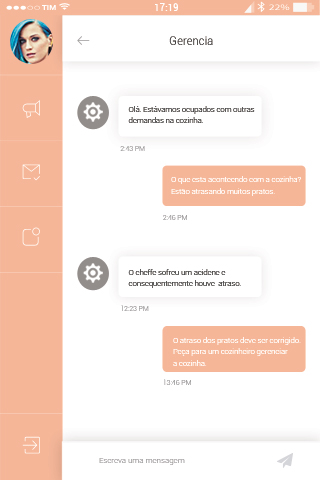 TIM 17:19 22%
Gerencia
Olá. Estávamos ocupados com outras
demandas na cozinha.
2:43 PM
O que esta acontecendo com a cozinha?
Estão atrasando muitos pratos.
2:46 PM
O cheffe sofreu um acidene e
consequentemente houve atraso.
12:23 PM
O atraso dos pratos deve ser corrigido.
Peça para um cozinheiro gerenciar
a cozinha.
13:46 PM
Escreva uma mensagem